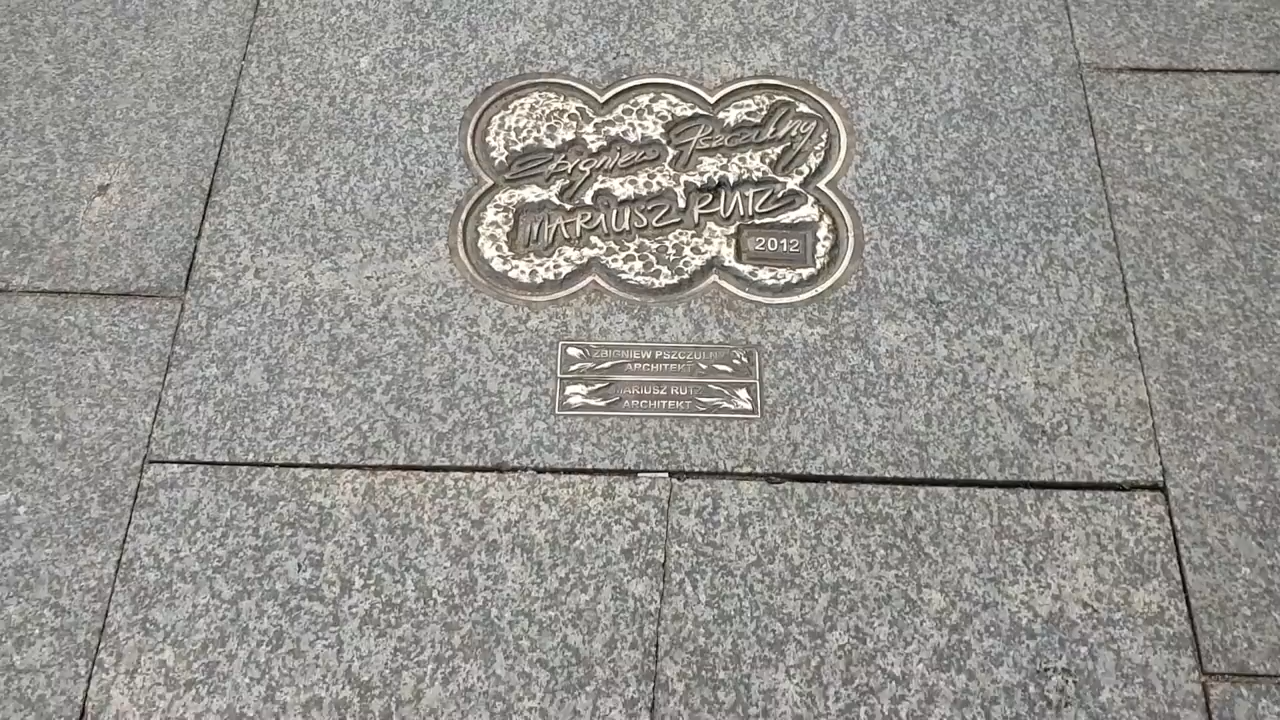 Zbigniew Pszczulny
MARIUSZ RUTZ
2012
ZBIGNIEW PSZCZULNY
ARCHITEKT
MARIUSZ RUTZ
ARCHITEKT